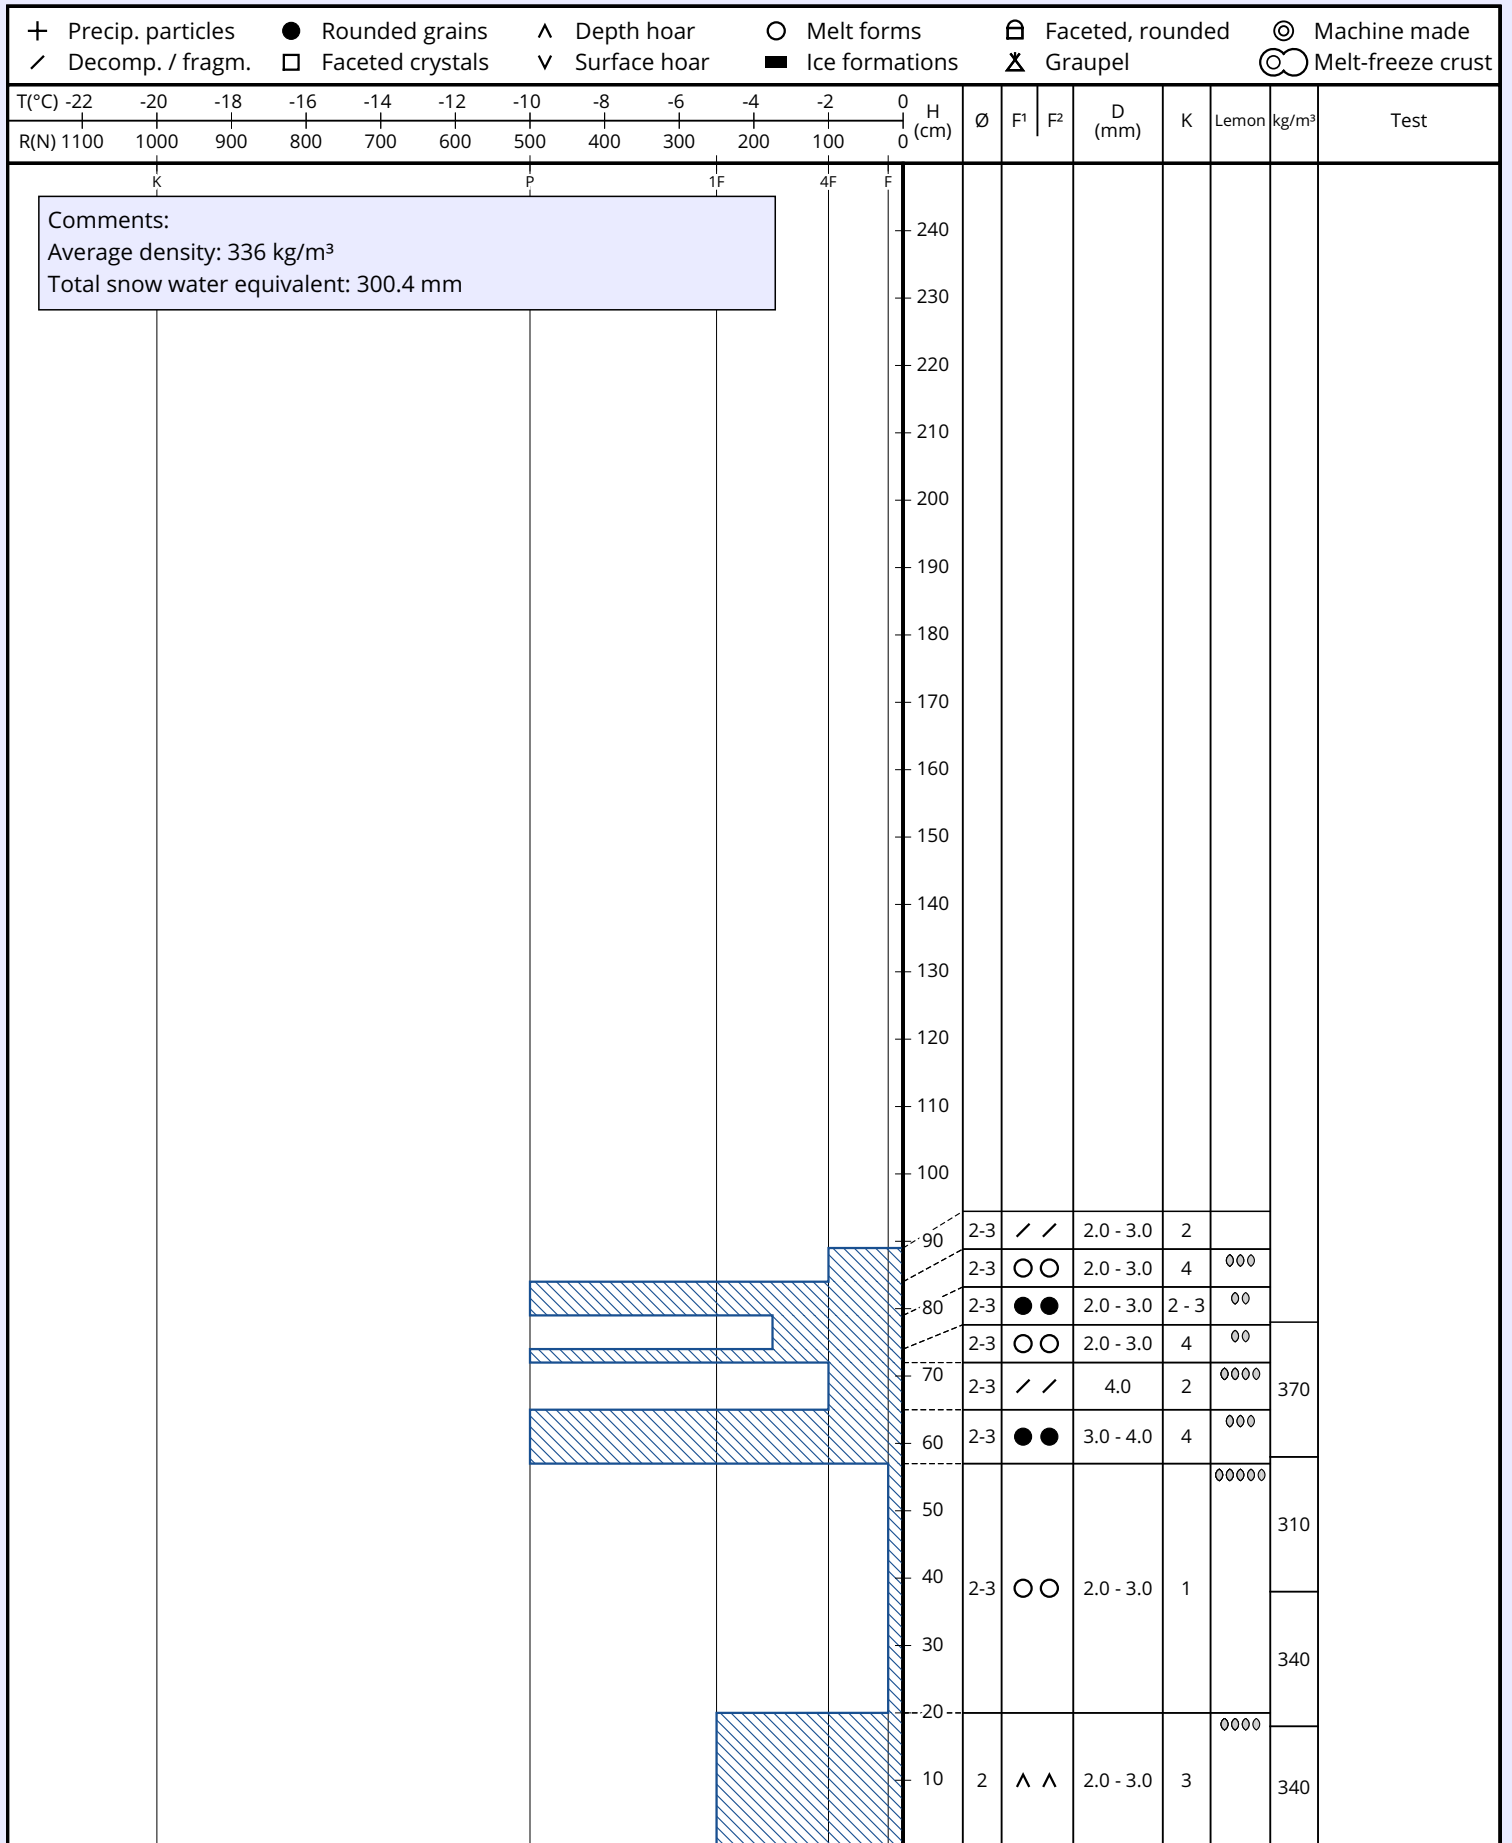 Precip. particles Rounded grains Depth hoar Melt forms Faceted, rounded Machine made
Decomp. / fragm. Faceted crystals Surface hoar Ice formations Graupel Melt-freeze crust
T(°C) -22 -20 -18 -16 -14 -12 -10 -8 -6 -4 -2 0
R(N) 1100 1000 900 800 700 600 500 400 300 200 100 0
H (cm) Ø F¹ F² D (mm) K Lemon kg/m³ Test
K P 1F 4F F
Comments:
Average density: 336 kg/m³
Total snow water equivalent: 300.4 mm
240
230
220
210
200
190
180
170
160
150
140
130
120
110
100
2-3 2.0 - 3.0 2
90
2-3 2.0 - 3.0 4
80 2-3 2.0 - 3.0 2 - 3
2-3 2.0 - 3.0 4
70
2-3 4.0 2 370
60 2-3 3.0 - 4.0 4
50
310
40
2-3 2.0 - 3.0 1
30
340
20
10 2 2.0 - 3.0 3 340